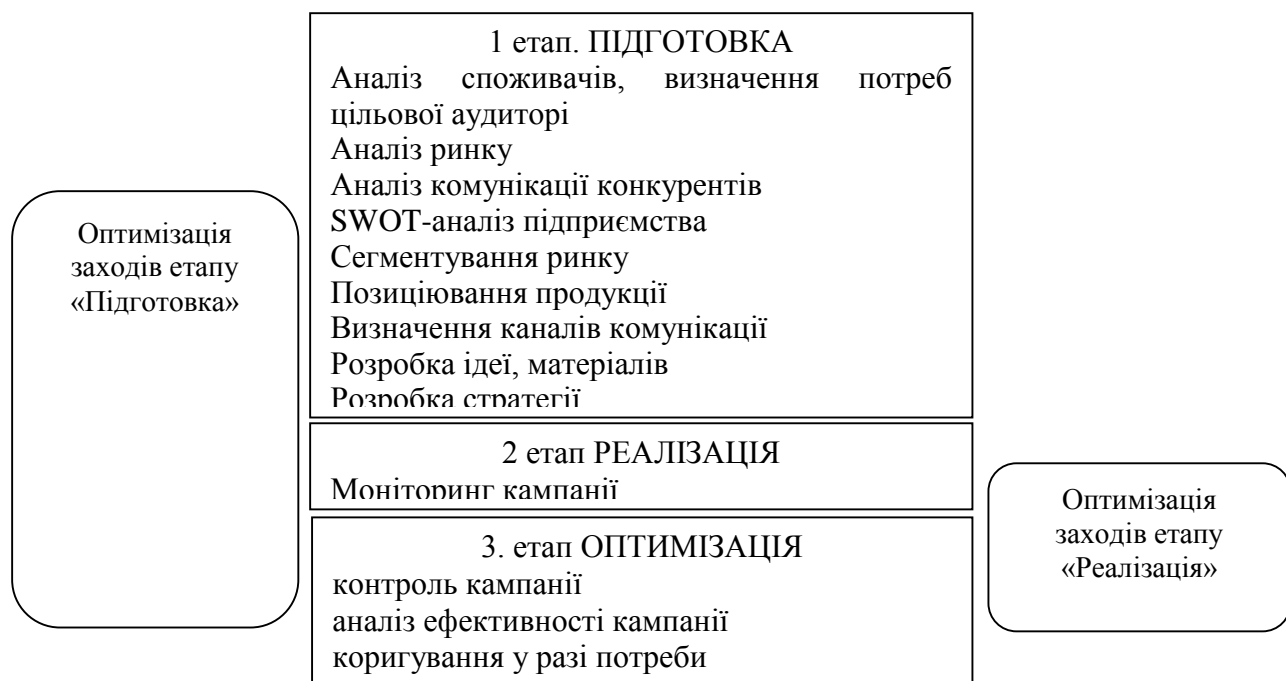 1 етап. ПІДГОТОВКА
Аналіз споживачів, визначення потреб
цільової аудиторі
Аналіз ринку
Аналіз комунікації конкурентів
SWOT-аналіз підприємства
Сегментування ринку
Позиціювання продукції
Визначення каналів комунікації
Розробка ідеї, матеріалів
Розробка стратегії
Оптимізація
заходів етапу
«Підготовка»
2 етап РЕАЛІЗАЦІЯ
Моніторинг кампанії
3. етап ОПТИМІЗАЦІЯ
контроль кампанії
аналіз ефективності кампанії
коригування у разі потреби
Оптимізація
заходів етапу
«Реалізація»